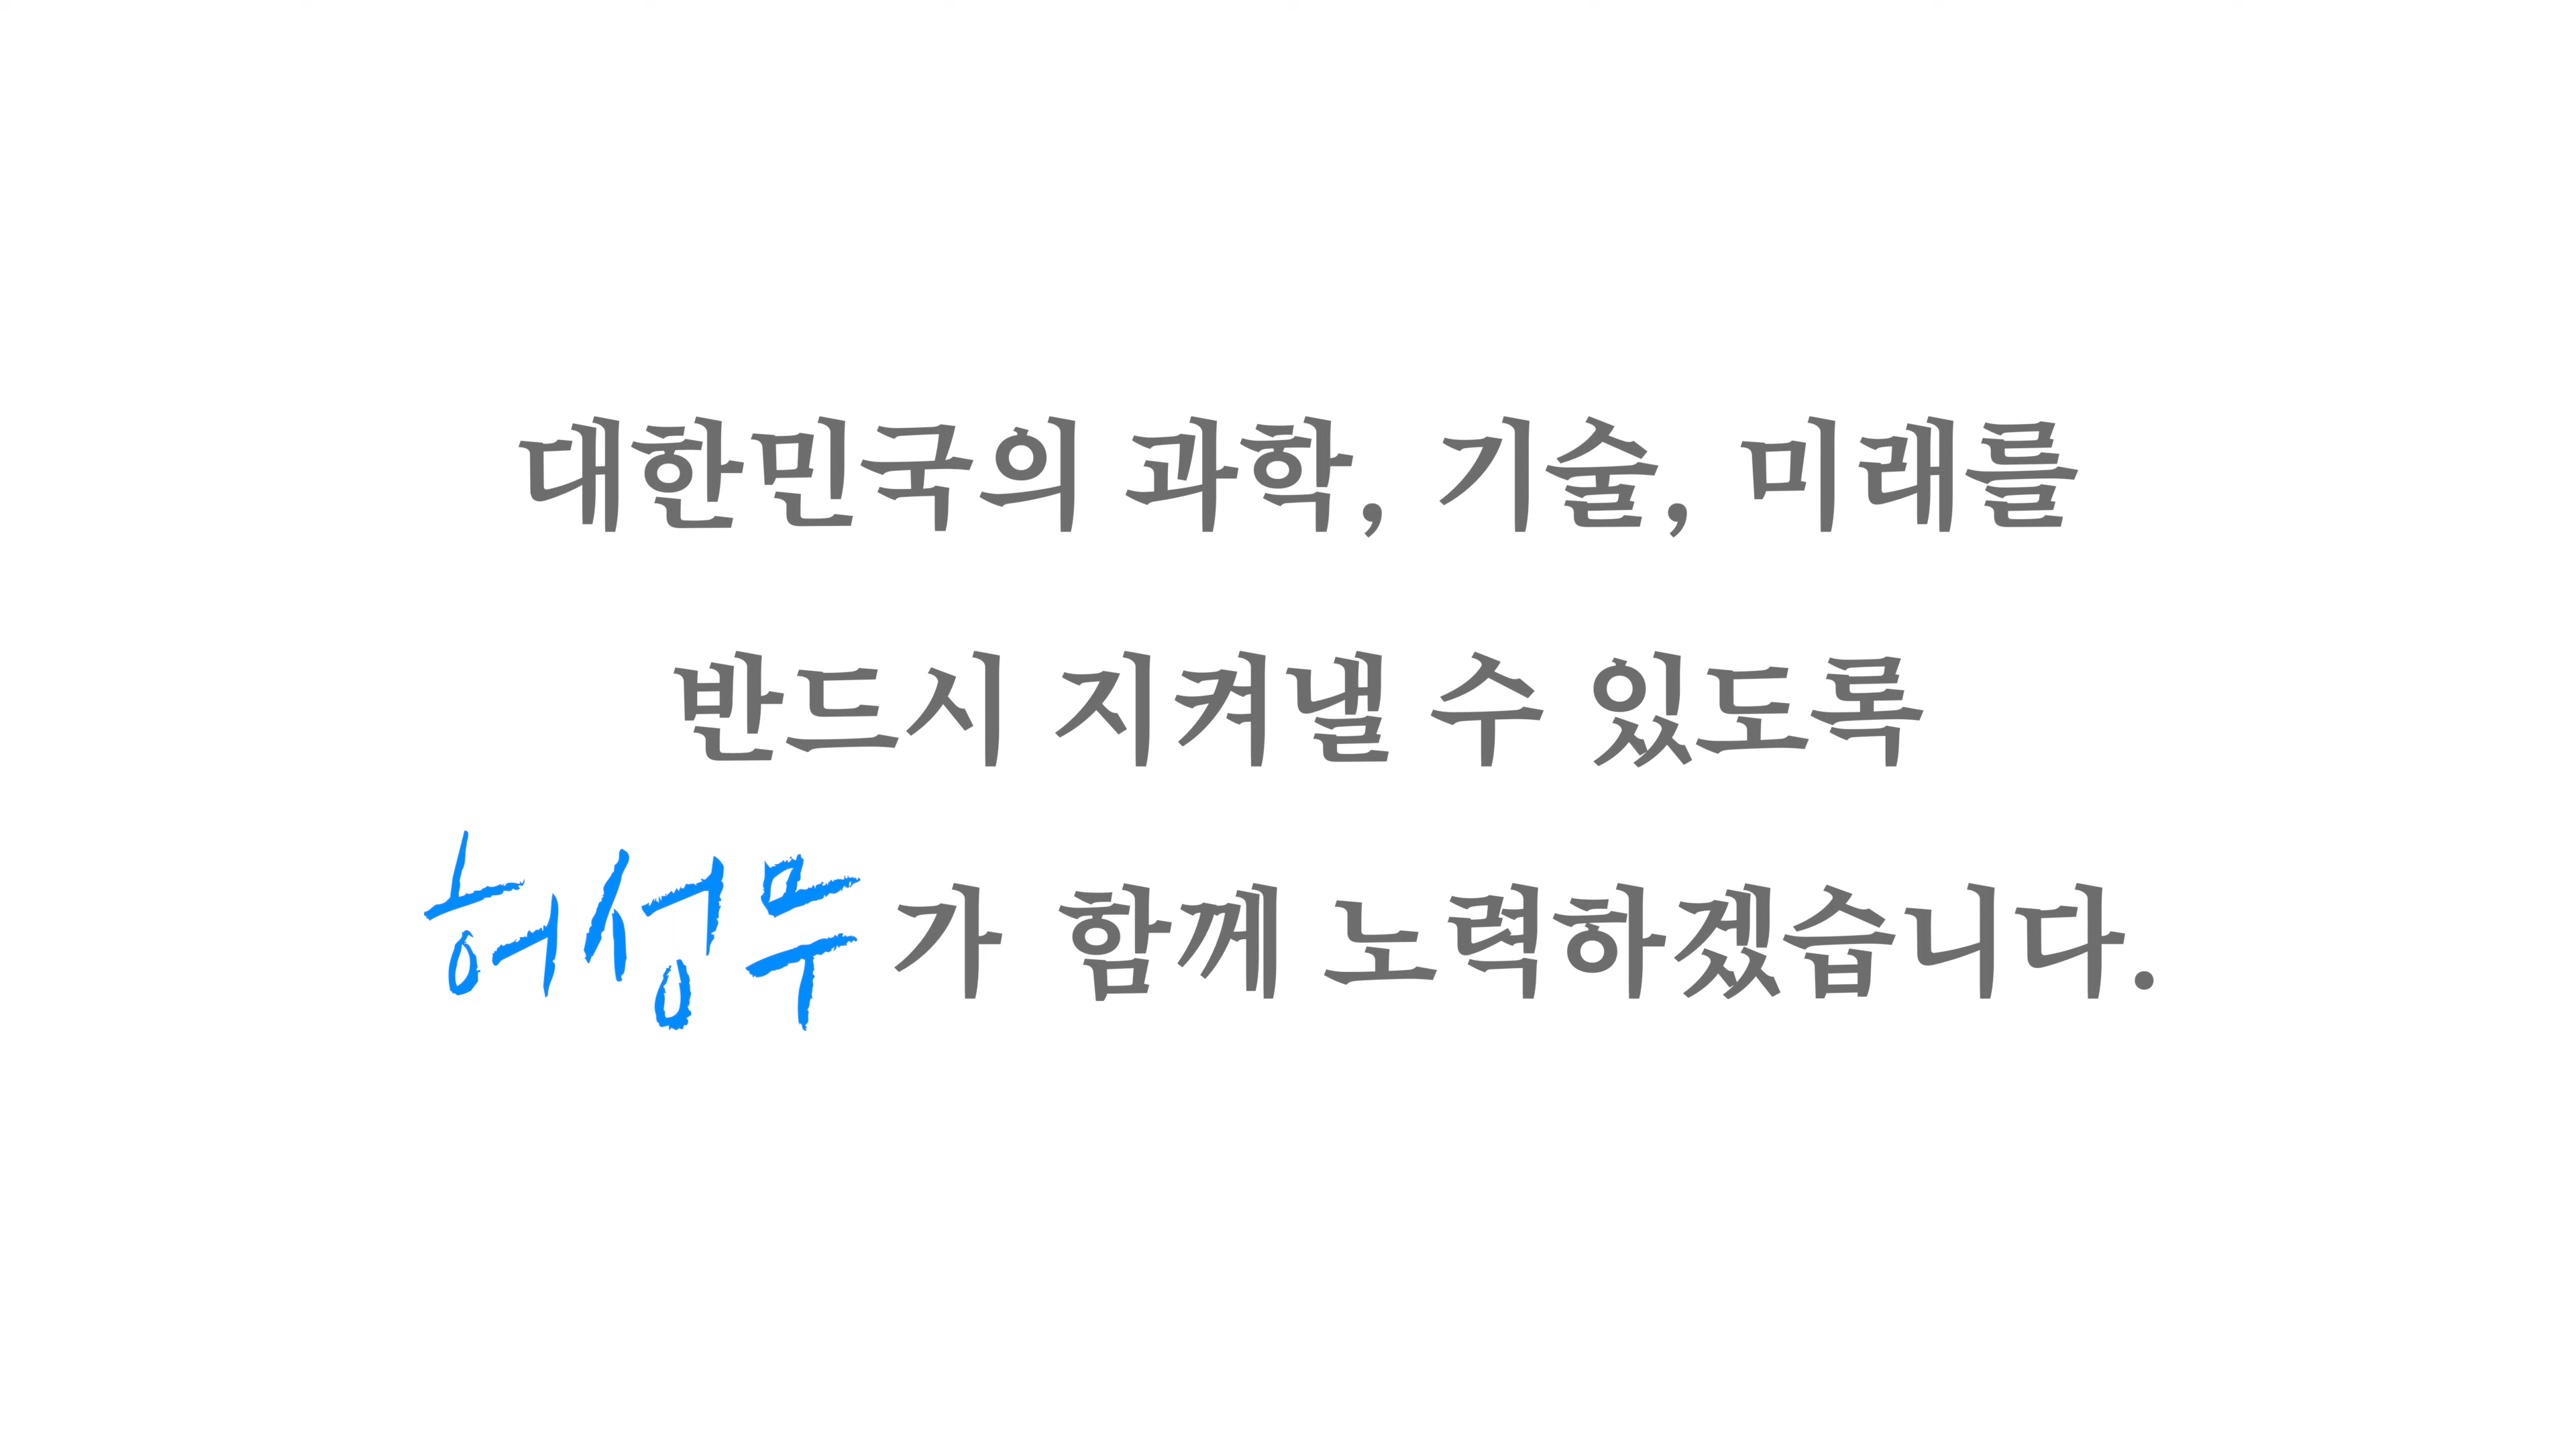 대한민국의 과학, 기술, 미래를
반드시 지켜낼 수 있도록
허성무가 함께 노력하겠습니다.